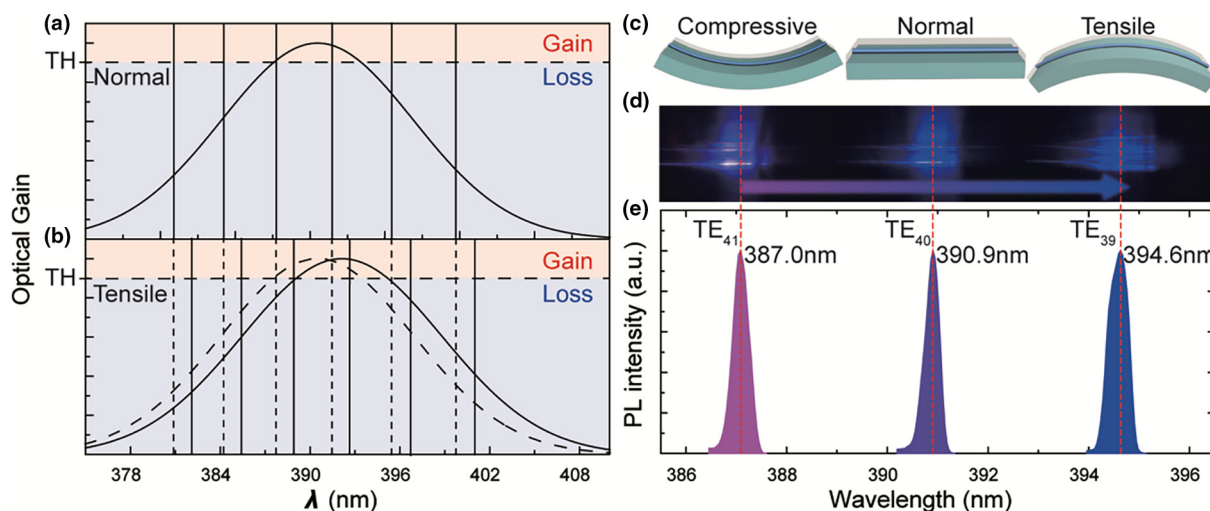 (a)
Gain
TH
Normal
Loss
(b)
Gain
TH
Tensile
Loss
Optical Gain
378 384 390 396 402 408
λ (nm)
(c) Compressive Normal Tensile
(d)
(e)
TE41 TE40 TE39
387.0nm 390.9nm 394.6nm
PL intensity (a.u.)
386 388 390 392 394 396
Wavelength (nm)